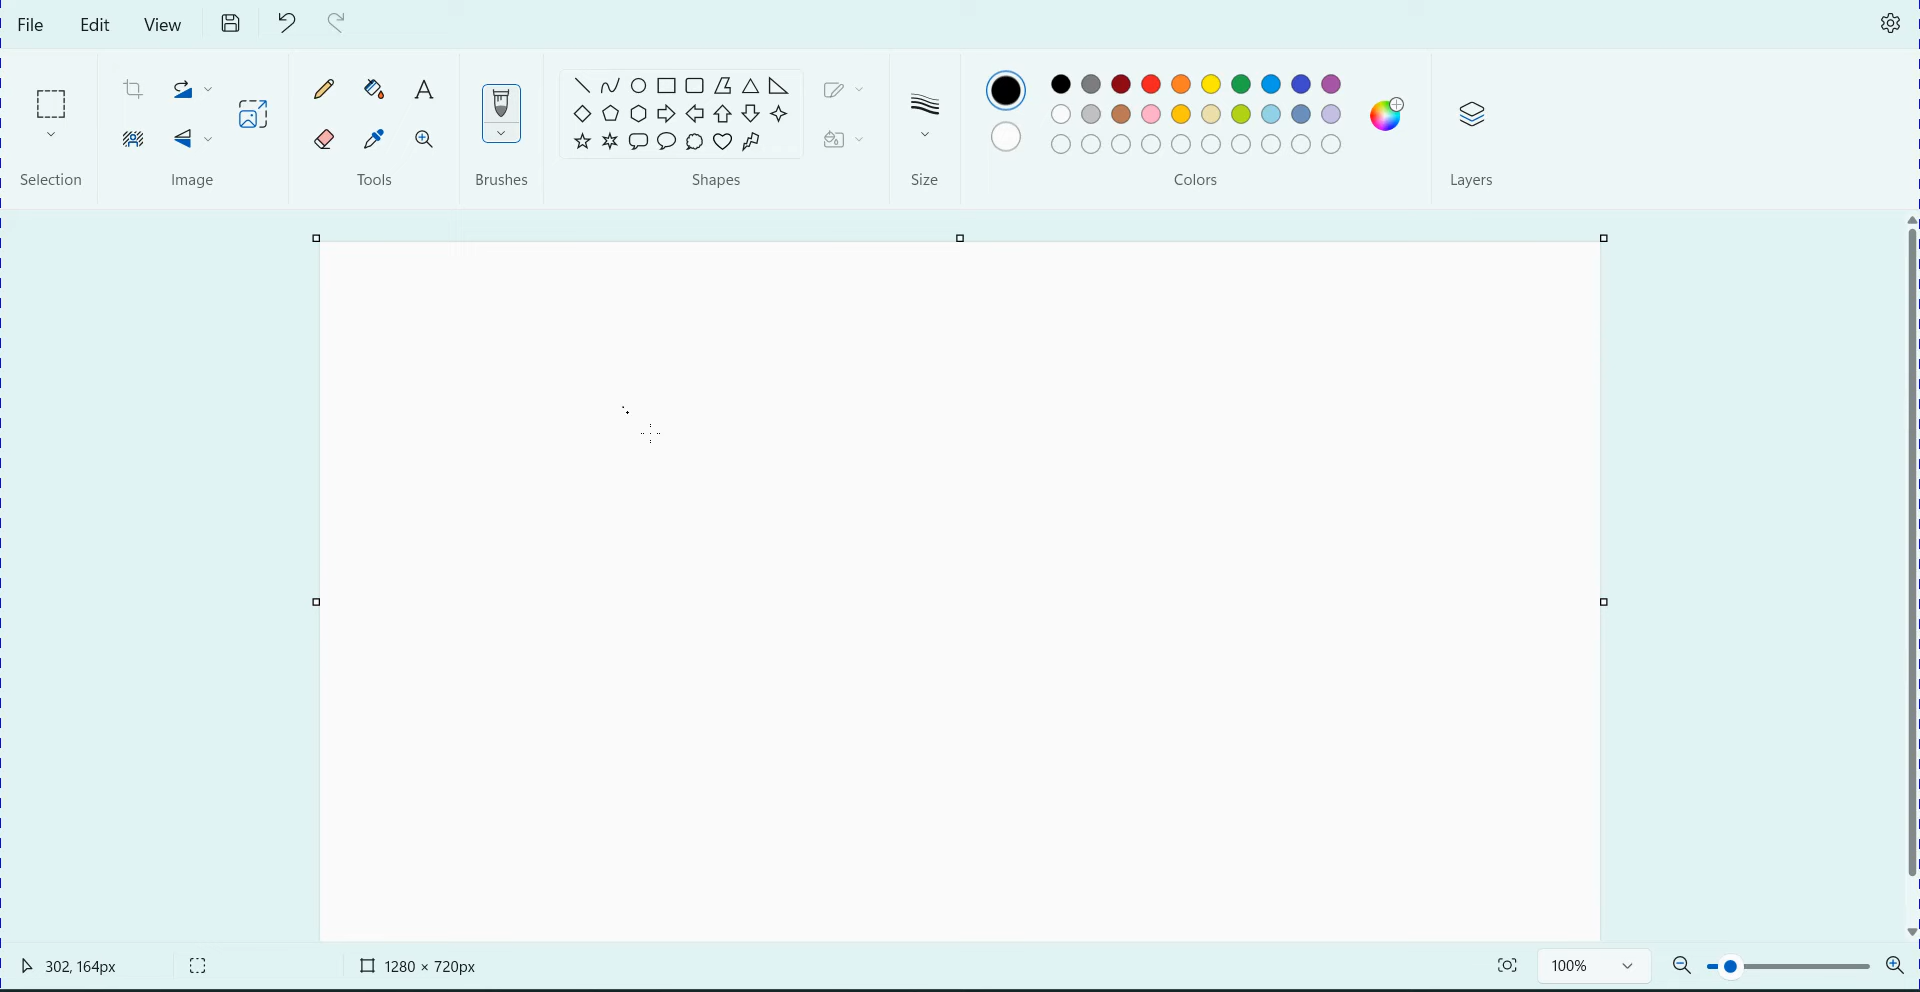 File Edit View
Selection Image Tools Brushes Shapes Size Colors Layers
302, 164px 1280 × 720px 100%